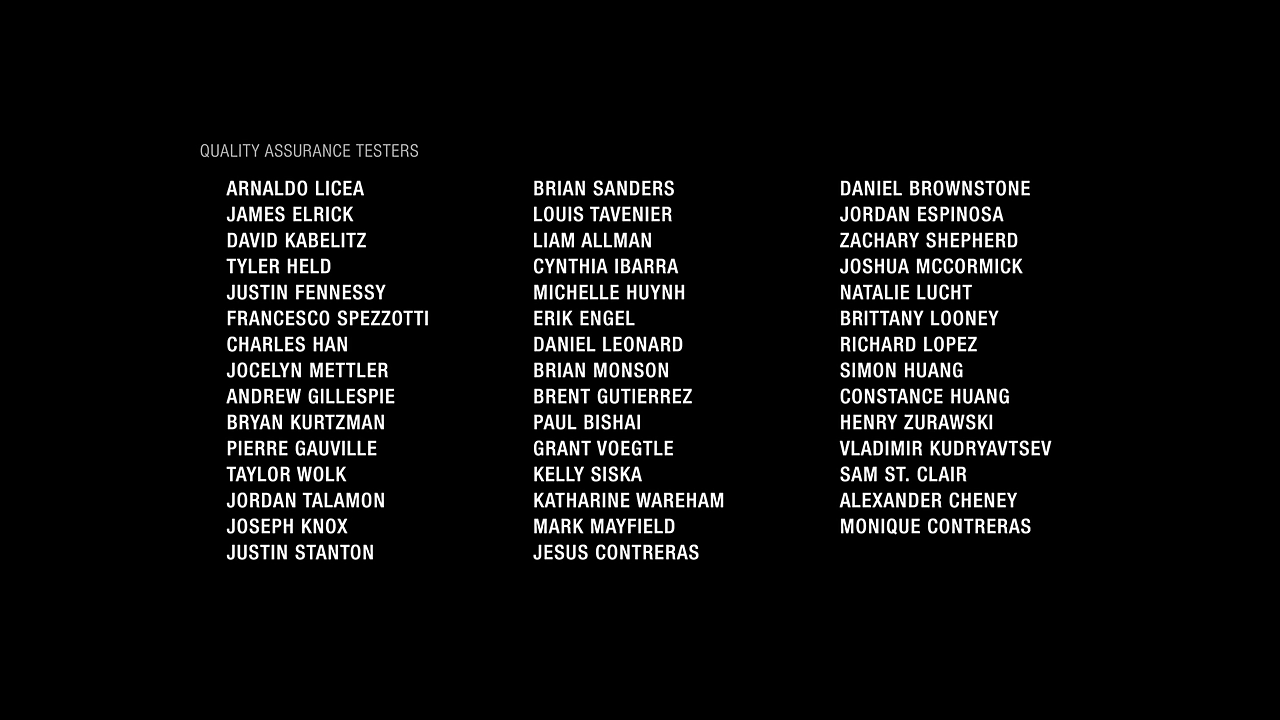 QUALITY ASSURANCE TESTERS
ARNALDO LICEA
JAMES ELRICK
DAVID KABELITZ
TYLER HELD
JUSTIN FENNESSY
FRANCESCO SPEZZOTTI
CHARLES HAN
JOCELYN METTLER
ANDREW GILLESPIE
BRYAN KURTZMAN
PIERRE GAUVILLE
TAYLOR WOLK
JORDAN TALAMON
JOSEPH KNOX
JUSTIN STANTON
BRIAN SANDERS
LOUIS TAVENIER
LIAM ALLMAN
CYNTHIA IBARRA
MICHELLE HUYNH
ERIK ENGEL
DANIEL LEONARD
BRIAN MONSON
BRENT GUTIERREZ
PAUL BISHAI
GRANT VOEGTLE
KELLY SISKA
KATHARINE WAREHAM
MARK MAYFIELD
JESUS CONTRERAS
DANIEL BROWNSTONE
JORDAN ESPINOSA
ZACHARY SHEPHERD
JOSHUA MCCORMICK
NATALIE LUCHT
BRITTANY LOONEY
RICHARD LOPEZ
SIMON HUANG
CONSTANCE HUANG
HENRY ZURAWSKI
VLADIMIR KUDRYAVTSEV
SAM ST. CLAIR
ALEXANDER CHENEY
MONIQUE CONTRERAS